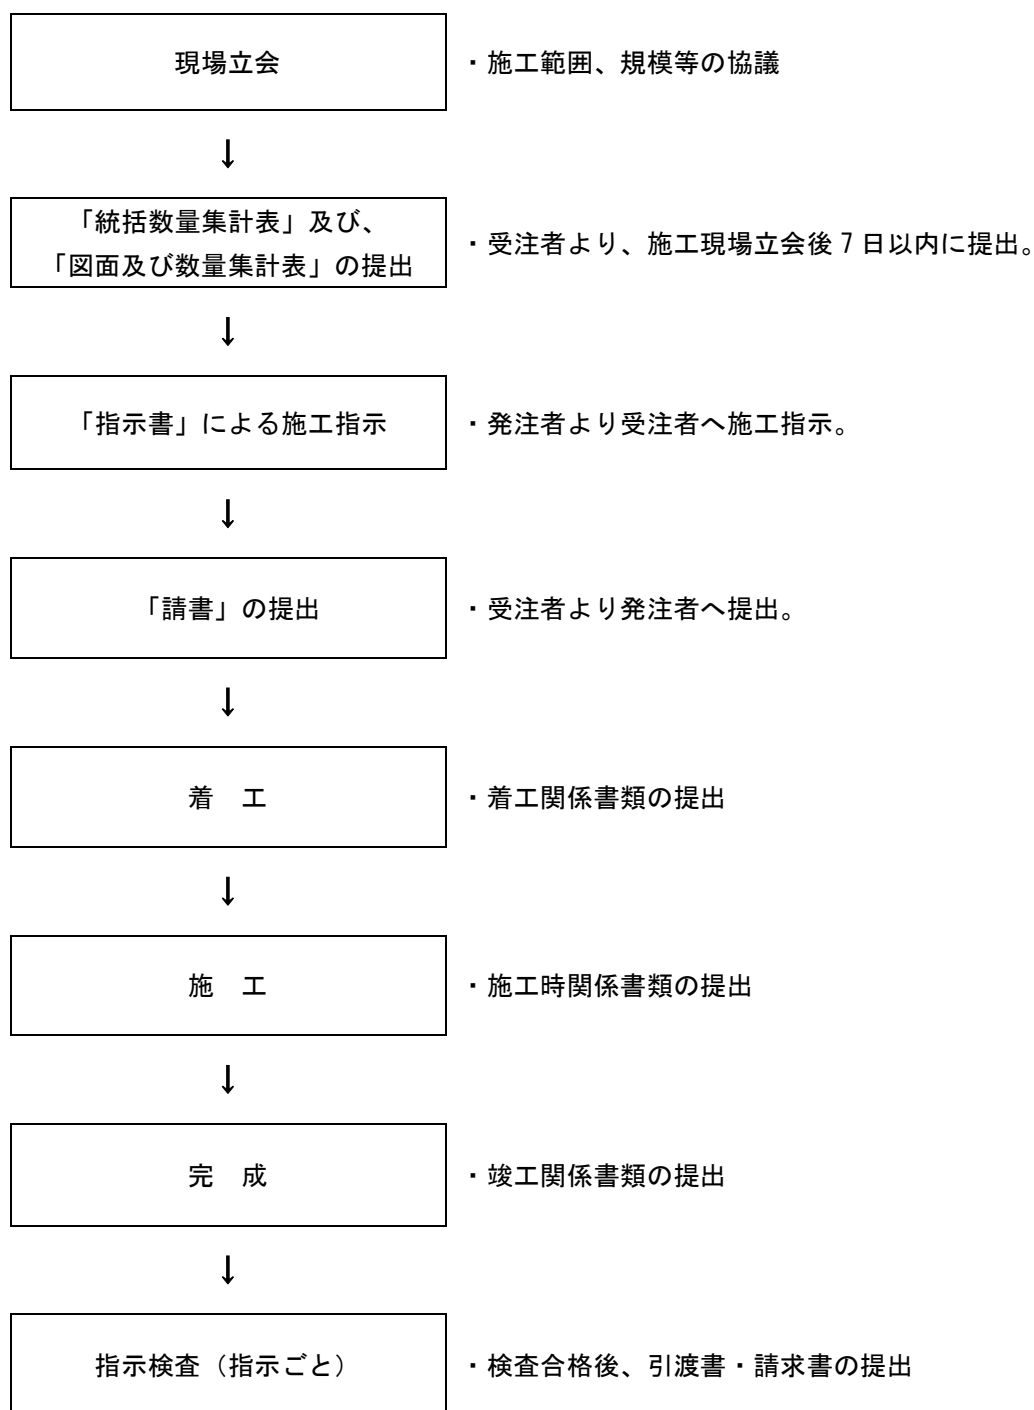 現場立会
・施工範囲、規模等の協議
↓
「統括数量集計表」及び、
「図面及び数量集計表」の提出
・受注者より、施工現場立会後7日以内に提出。
↓
「指示書」による施工指示
・発注者より受注者へ施工指示。
↓
「請書」の提出
・受注者より発注者へ提出。
↓
着　工
・着工関係書類の提出
↓
施　工
・施工時関係書類の提出
↓
完　成
・竣工関係書類の提出
↓
指示検査（指示ごと）
・検査合格後、引渡書・請求書の提出